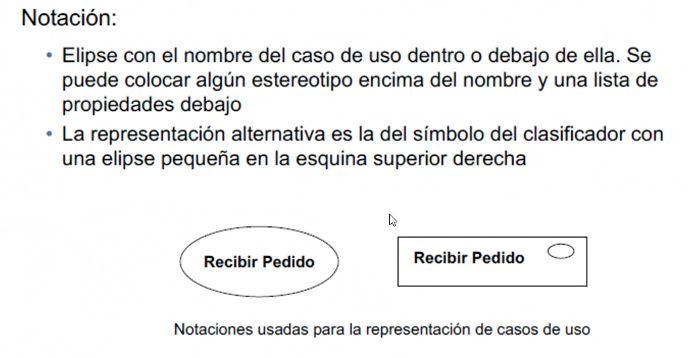 Notación:
• Elipse con el nombre del caso de uso dentro o debajo de ella. Se
puede colocar algún estereotipo encima del nombre y una lista de
propiedades debajo
• La representación alternativa es la del símbolo del clasificador con
una elipse pequeña en la esquina superior derecha
Recibir Pedido
Recibir Pedido
Notaciones usadas para la representación de casos de uso